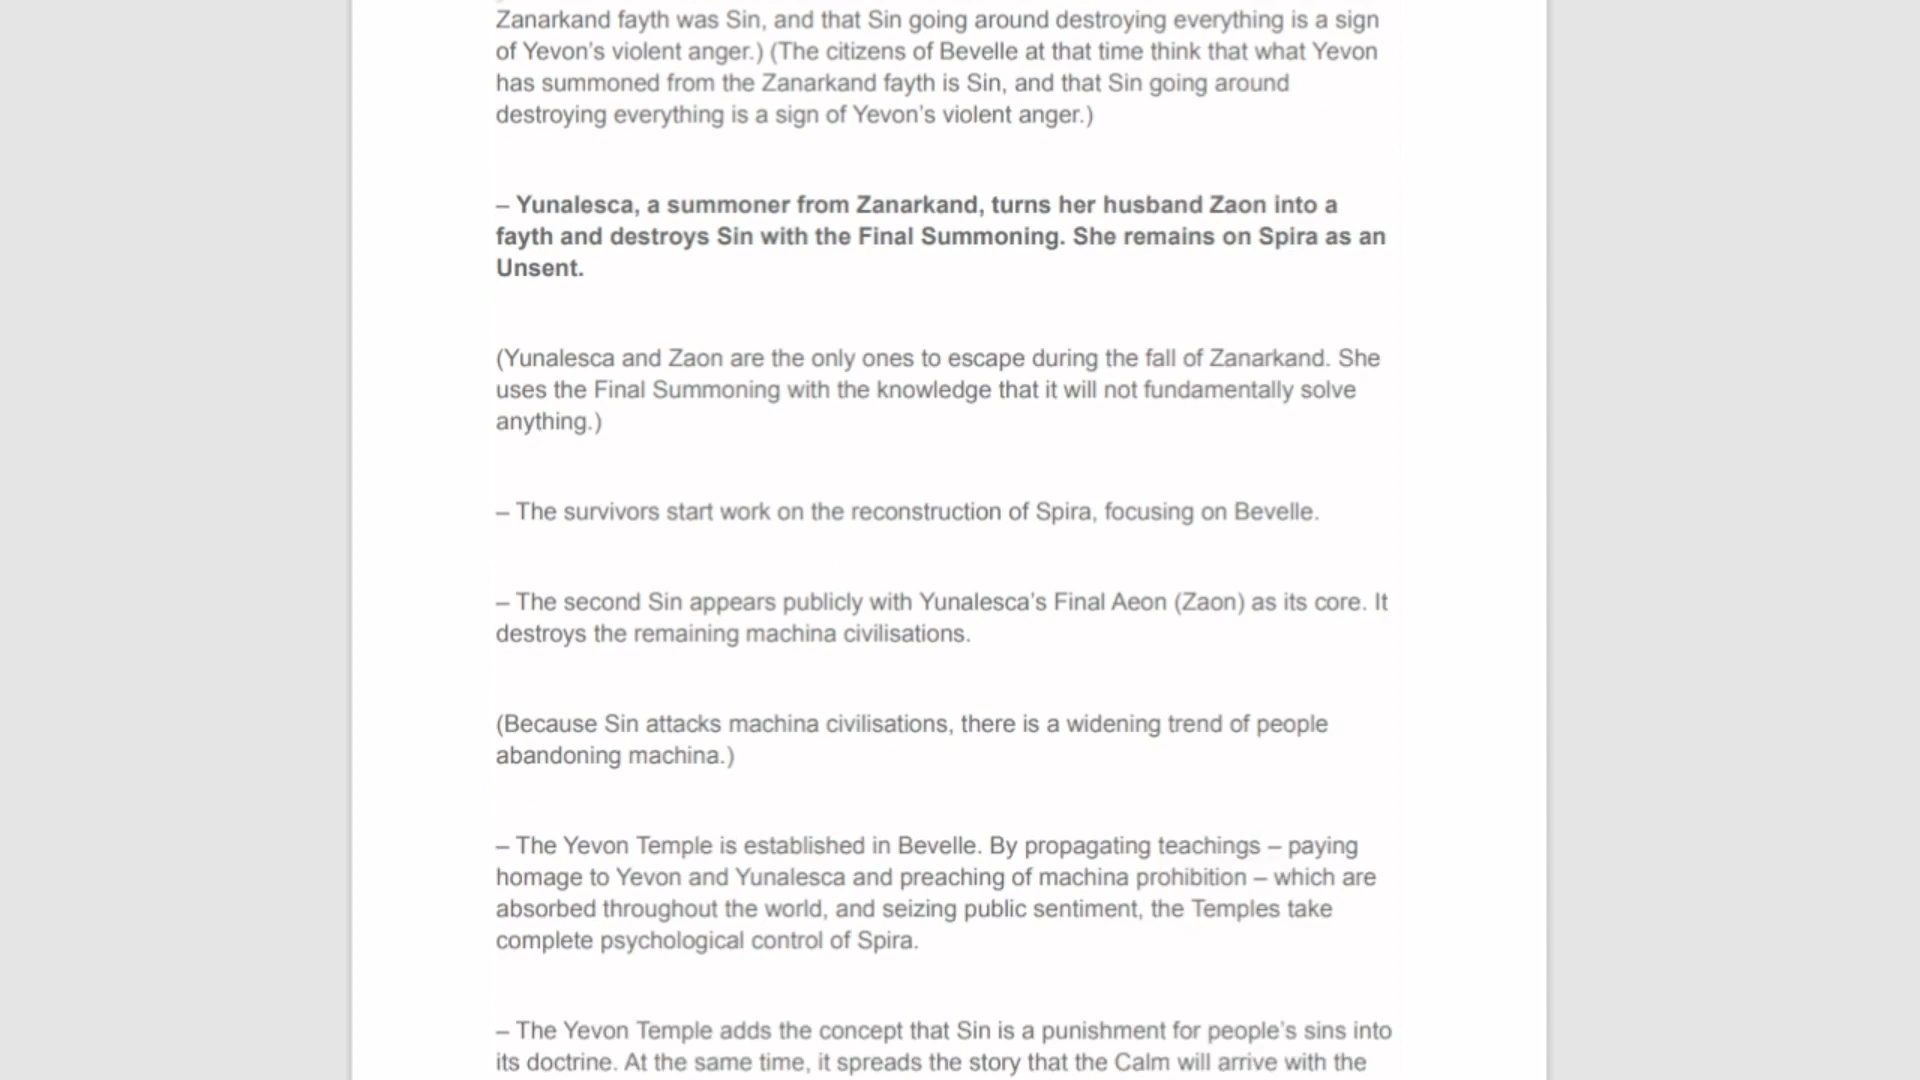 Zanarkand fayth was Sin, and that Sin going around destroying everything is a sign
of Yevon's violent anger.) (The citizens of Bevelle at that time think that what Yevon
has summoned from the Zanarkand fayth is Sin, and that Sin going around
destroying everything is a sign of Yevon's violent anger.)
– Yunalesca, a summoner from Zanarkand, turns her husband Zaon into a
fayth and destroys Sin with the Final Summoning. She remains on Spira as an
Unsent.
(Yunalesca and Zaon are the only ones to escape during the fall of Zanarkand. She
uses the Final Summoning with the knowledge that it will not fundamentally solve
anything.)
– The survivors start work on the reconstruction of Spira, focusing on Bevelle.
– The second Sin appears publicly with Yunalesca's Final Aeon (Zaon) as its core. It
destroys the remaining machina civilisations.
(Because Sin attacks machina civilisations, there is a widening trend of people
abandoning machina.)
– The Yevon Temple is established in Bevelle. By propagating teachings – paying
homage to Yevon and Yunalesca and preaching of machina prohibition – which are
absorbed throughout the world, and seizing public sentiment, the Temples take
complete psychological control of Spira.
– The Yevon Temple adds the concept that Sin is a punishment for people's sins into
its doctrine. At the same time, it spreads the story that the Calm will arrive with the